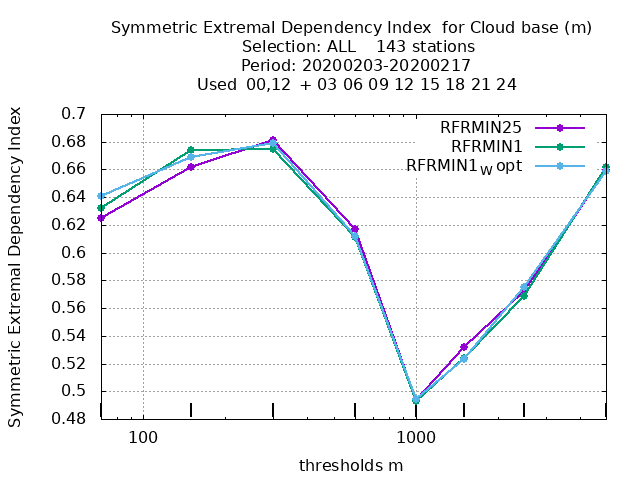 Symmetric Extremal Dependency Index  for Cloud base (m)
Selection: ALL    143 stations
Period: 20200203-20200217
Used  00,12  + 03 06 09 12 15 18 21 24
Symmetric Extremal Dependency Index
0.7
0.68
0.66
0.64
0.62
0.6
0.58
0.56
0.54
0.52
0.5
0.48
RFRMIN25
RFRMIN1
RFRMIN1W opt
100
1000
thresholds m